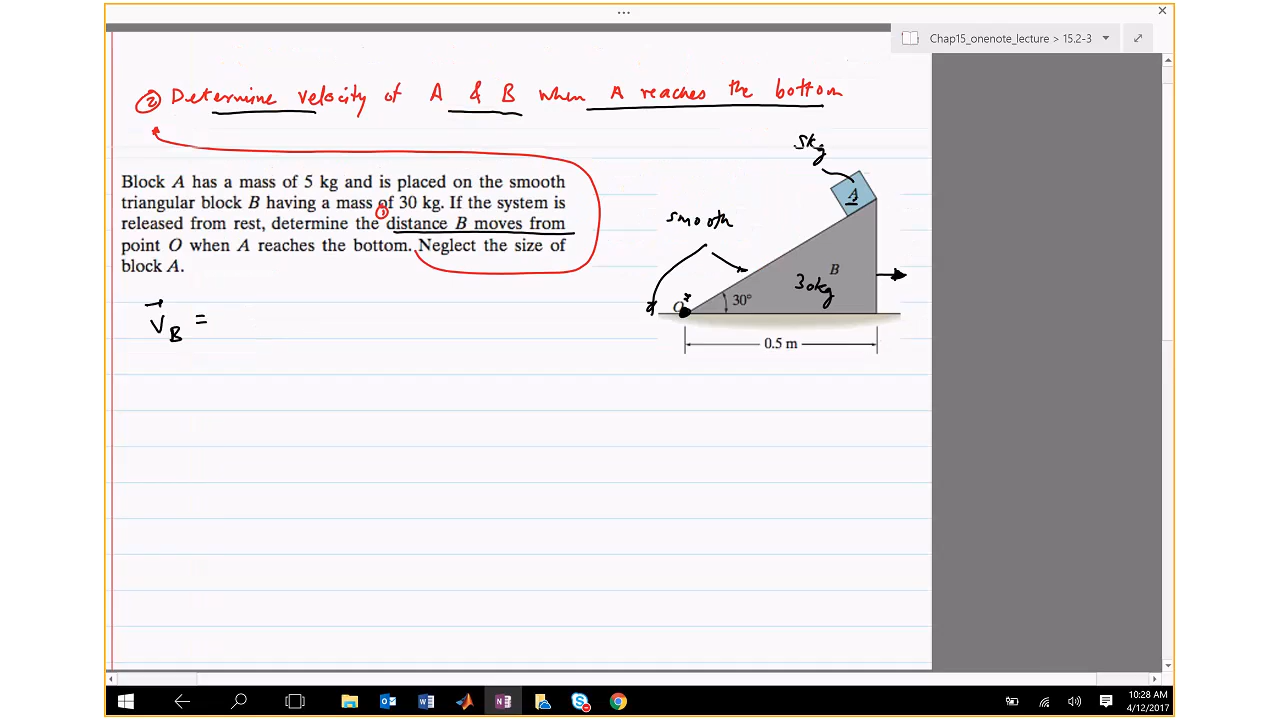 ...
Chap15_onenote_lecture > 15.2-3
② Determine velocity of A & B when A reaches the bottom
Block A has a mass of 5 kg and is placed on the smooth
triangular block B having a mass of 30 kg. If the system is
①
released from rest, determine the distance B moves from
point O when A reaches the bottom. Neglect the size of
block A.
V⃗B =
5kg
A
smooth
B
30kg
O
30°
0.5 m
10:28 AM
4/12/2017